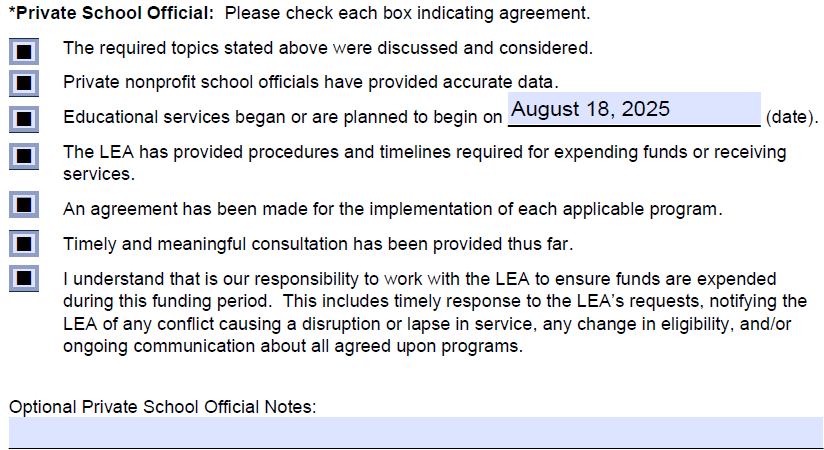 *Private School Official: Please check each box indicating agreement.
The required topics stated above were discussed and considered.
Private nonprofit school officials have provided accurate data.
Educational services began or are planned to begin on August 18, 2025 (date).
The LEA has provided procedures and timelines required for expending funds or receiving
services.
An agreement has been made for the implementation of each applicable program.
Timely and meaningful consultation has been provided thus far.
I understand that is our responsibility to work with the LEA to ensure funds are expended
during this funding period. This includes timely response to the LEA's requests, notifying the
LEA of any conflict causing a disruption or lapse in service, any change in eligibility, and/or
ongoing communication about all agreed upon programs.
Optional Private School Official Notes: